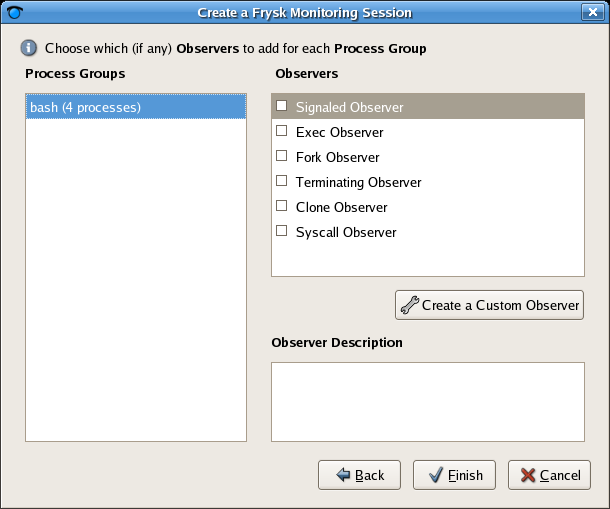 Create a Frysk Monitoring Session
Choose which (if any) Observers to add for each Process Group
Process Groups
Observers
bash (4 processes)
Signaled Observer
Exec Observer
Fork Observer
Terminating Observer
Clone Observer
Syscall Observer
Create a Custom Observer
Observer Description
Back
Finish
Cancel